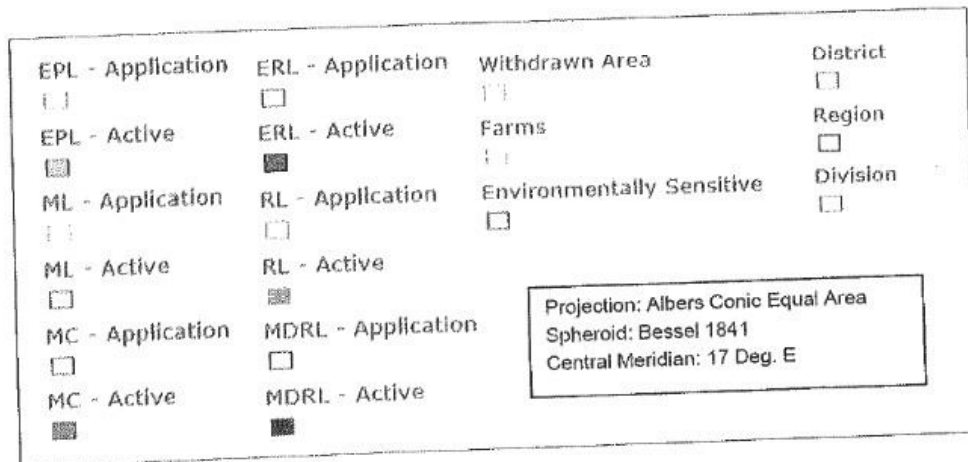 EPL - Application
EPL - Active
ML - Application
ML - Active
MC - Application
MC - Active
ERL - Application
ERL - Active
RL - Application
RL - Active
MDRL - Application
MDRL - Active
Withdrawn Area
Farms
Environmentally Sensitive
District
Region
Division
Projection: Albers Conic Equal Area
Spheroid: Bessel 1841
Central Meridian: 17 Deg. E